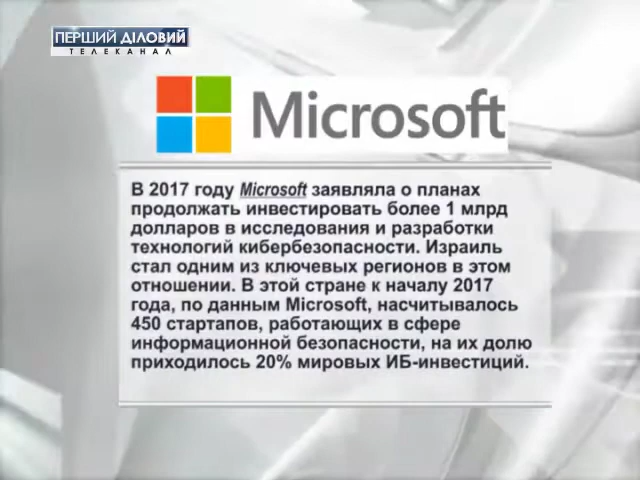 ПЕРШИЙ ДІЛОВИЙ
ТЕЛЕКАНАЛ
Microsoft
В 2017 году Microsoft заявляла о планах
продолжать инвестировать более 1 млрд
долларов в исследования и разработки
технологий кибербезопасности. Израиль
стал одним из ключевых регионов в этом
отношении. В этой стране к началу 2017
года, по данным Microsoft, насчитывалось
450 стартапов, работающих в сфере
информационной безопасности, на их долю
приходилось 20% мировых ИБ-инвестиций.